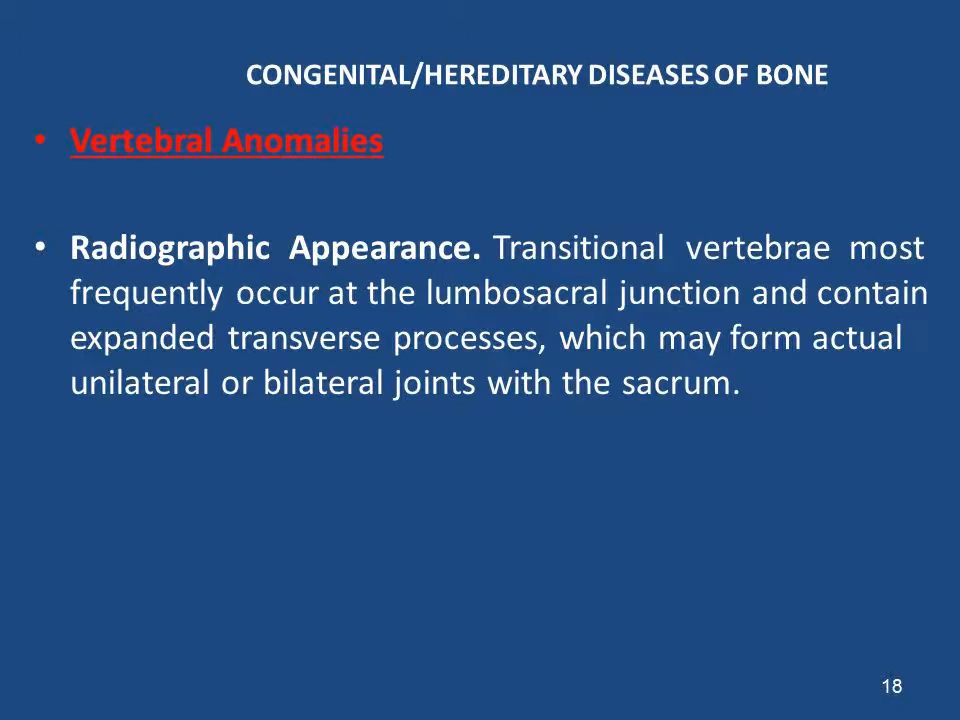 CONGENITAL/HEREDITARY DISEASES OF BONE
• Vertebral Anomalies
• Radiographic Appearance. Transitional vertebrae most
frequently occur at the lumbosacral junction and contain
expanded transverse processes, which may form actual
unilateral or bilateral joints with the sacrum.
18